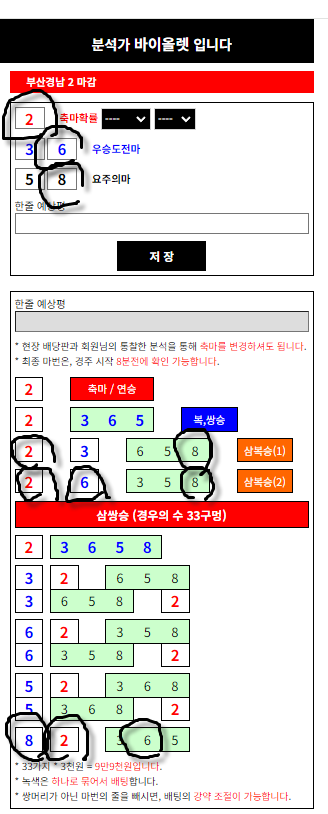 분석가 바이올렛 입니다
부산경남 2 마감
2 축마확률 ---- ----
3 6 우승도전마
5 8 요주의마
한줄 예상평
저 장
한줄 예상평
* 현장 배당판과 회원님의 통찰한 분석을 통해 축마를 변경하셔도 됩니다.
* 최종 마번은, 경주 시작 8분전에 확인 가능합니다.
2 축마 / 연승
2 3 6 5 복,쌍승
2 3 6 5 8 삼복승(1)
2 6 3 5 8 삼복승(2)
삼쌍승 (경우의 수 33구멍)
2 3 6 5 8
3 2 6 5 8
3 6 5 8 2
6 2 3 5 8
6 3 5 8 2
5 2 3 6 8
5 3 6 8 2
8 2 3 6 5
* 33가지 * 3천원 = 9만9천원입니다.
* 녹색은 하나로 묶어서 베팅합니다.
* 쌍머리가 아닌 마번의 줄을 빼시면, 배팅의 강약 조절이 가능합니다.